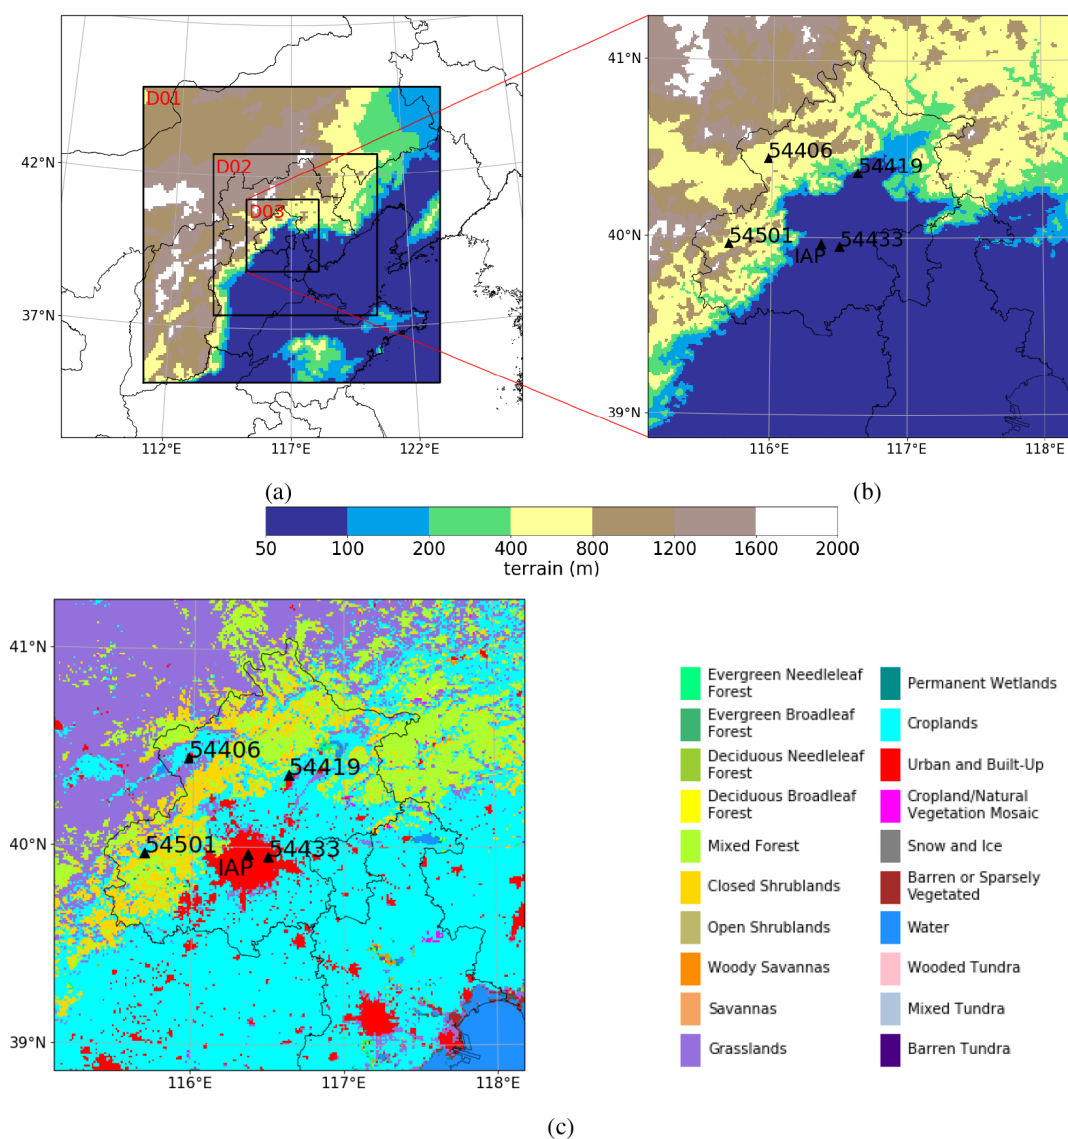 D01
D02
D03
42°N
37°N
112°E
117°E
122°E
(a)
41°N
40°N
39°N
54406
54419
54501
54433
IAP
116°E
117°E
118°E
(b)
50
100
200
400
800
1200
1600
2000
terrain (m)
41°N
40°N
39°N
54406
54419
54501
54433
IAP
116°E
117°E
118°E
Evergreen Needleleaf
Forest
Evergreen Broadleaf
Forest
Deciduous Needleleaf
Forest
Deciduous Broadleaf
Forest
Mixed Forest
Closed Shrublands
Open Shrublands
Woody Savannas
Savannas
Grasslands
Permanent Wetlands
Croplands
Urban and Built-Up
Cropland/Natural
Vegetation Mosaic
Snow and Ice
Barren or Sparsely
Vegetated
Water
Wooded Tundra
Mixed Tundra
Barren Tundra
(c)